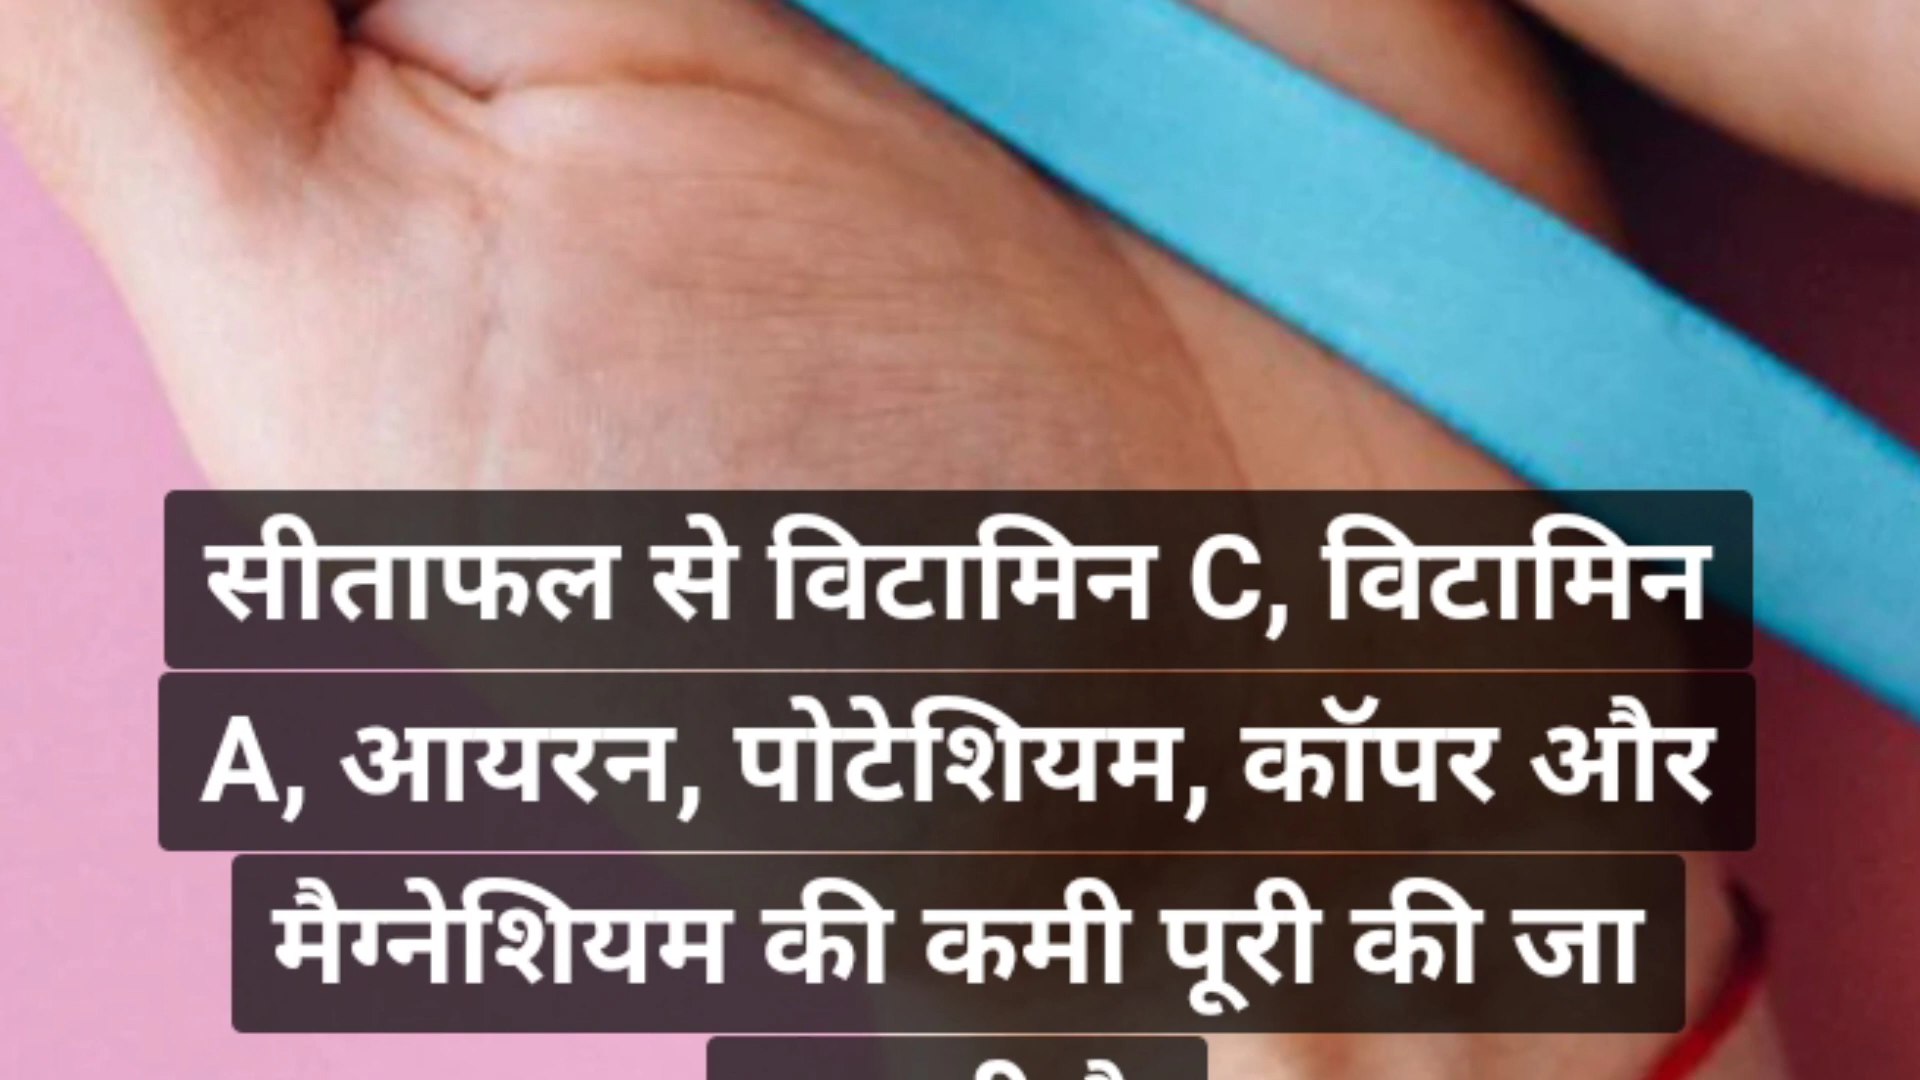 सीताफल से विटामिन C, विटामिन
A, आयरन, पोटेशियम, कॉपर और
मैग्नेशियम की कमी पूरी की जा